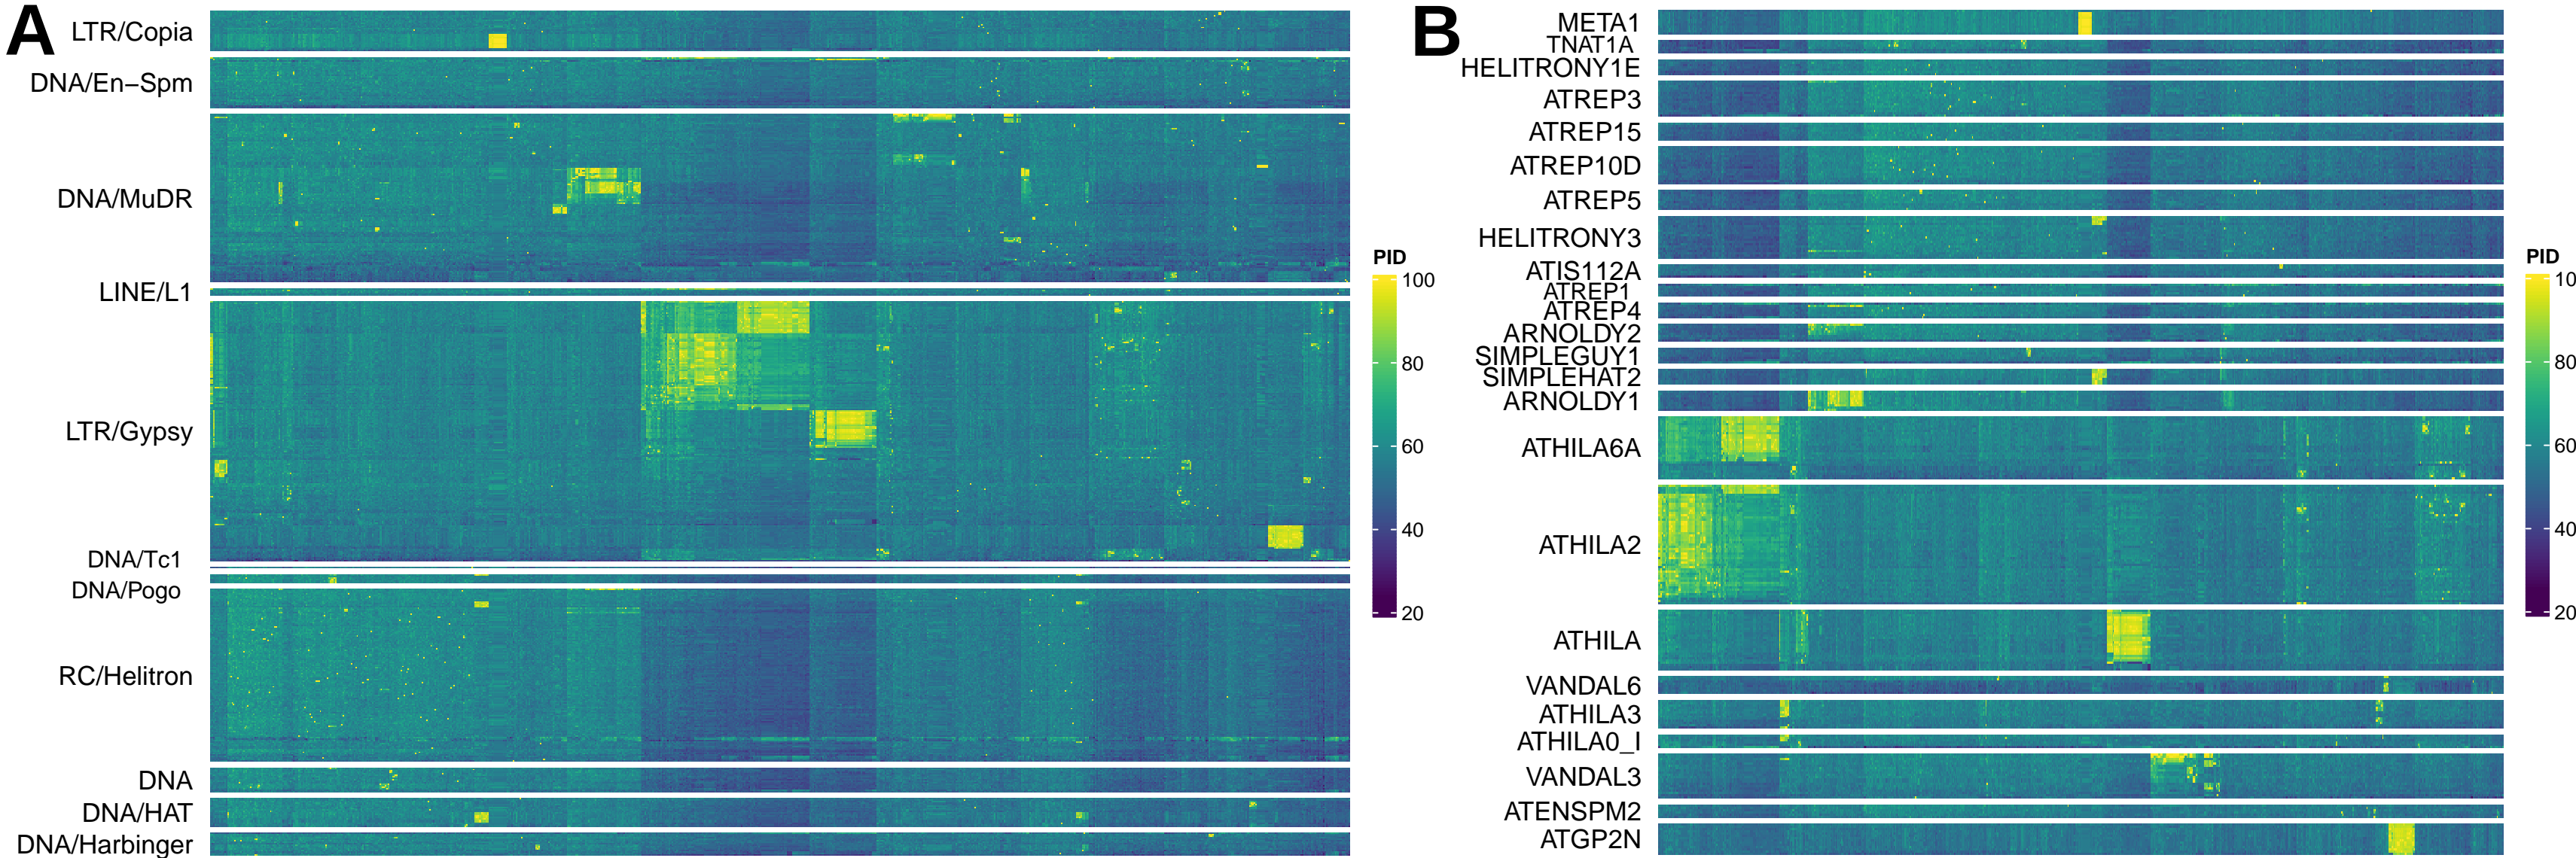 A
LTR/Copia
DNA/En−Spm
DNA/MuDR
LINE/L1
LTR/Gypsy
DNA/Tc1
DNA/Pogo
RC/Helitron
DNA
DNA/HAT
DNA/Harbinger
PID
100
80
60
40
20
B
META1
TNAT1A
HELITRONY1E
ATREP3
ATREP15
ATREP10D
ATREP5
HELITRONY3
ATIS112A
ATREP1
ATREP4
ARNOLDY2
SIMPLEGUY1
SIMPLEHAT2
ARNOLDY1
ATHILA6A
ATHILA2
ATHILA
VANDAL6
ATHILA3
ATHILA0_I
VANDAL3
ATENSPM2
ATGP2N
PID
10
80
60
40
20